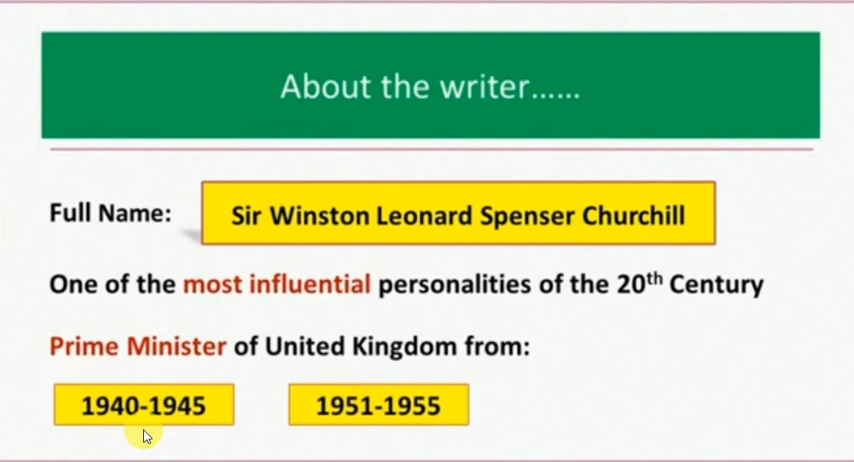 About the writer......
Full Name: Sir Winston Leonard Spenser Churchill
One of the most influential personalities of the 20th Century
Prime Minister of United Kingdom from:
1940-1945 1951-1955